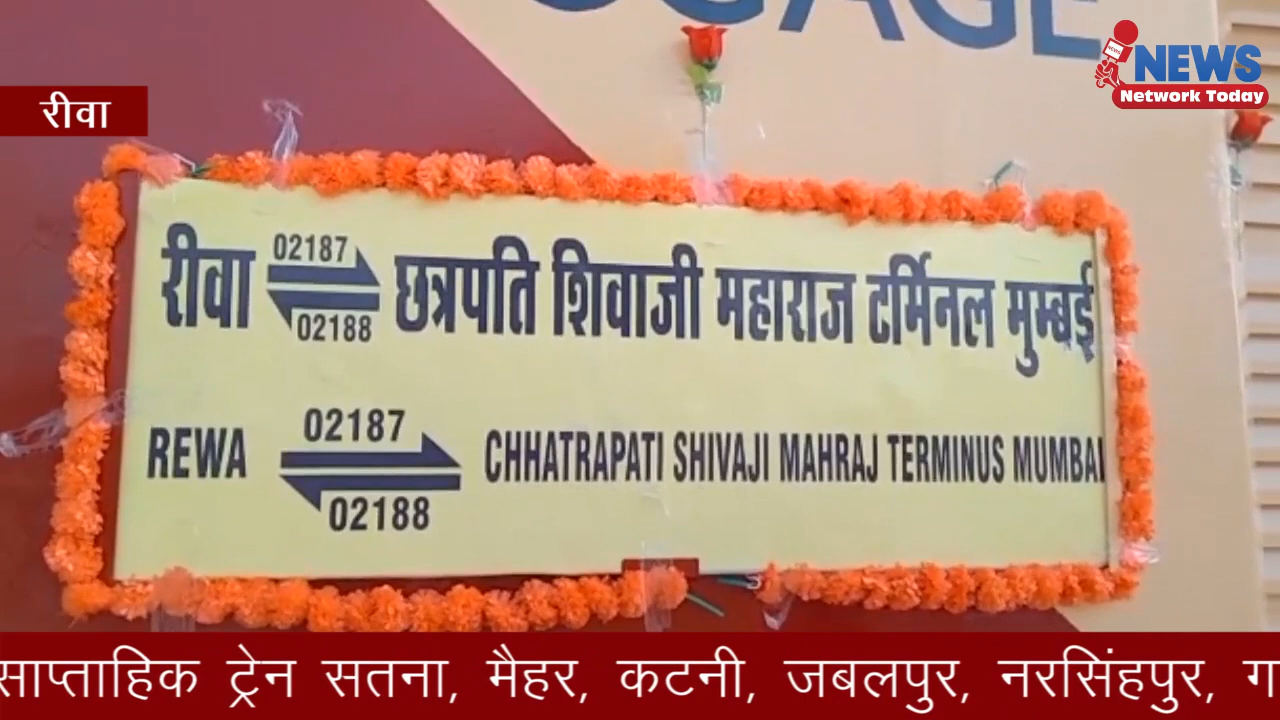 GGAGE
NEWS
Network Today
रीवा
02187
रीवा छत्रपति शिवाजी महाराज टर्मिनल मुम्बई
02188
02187
REWA CHHATRAPATI SHIVAJI MAHRAJ TERMINUS MUMBAI
02188
साप्ताहिक ट्रेन सतना, मैहर, कटनी, जबलपुर, नरसिंहपुर, ग